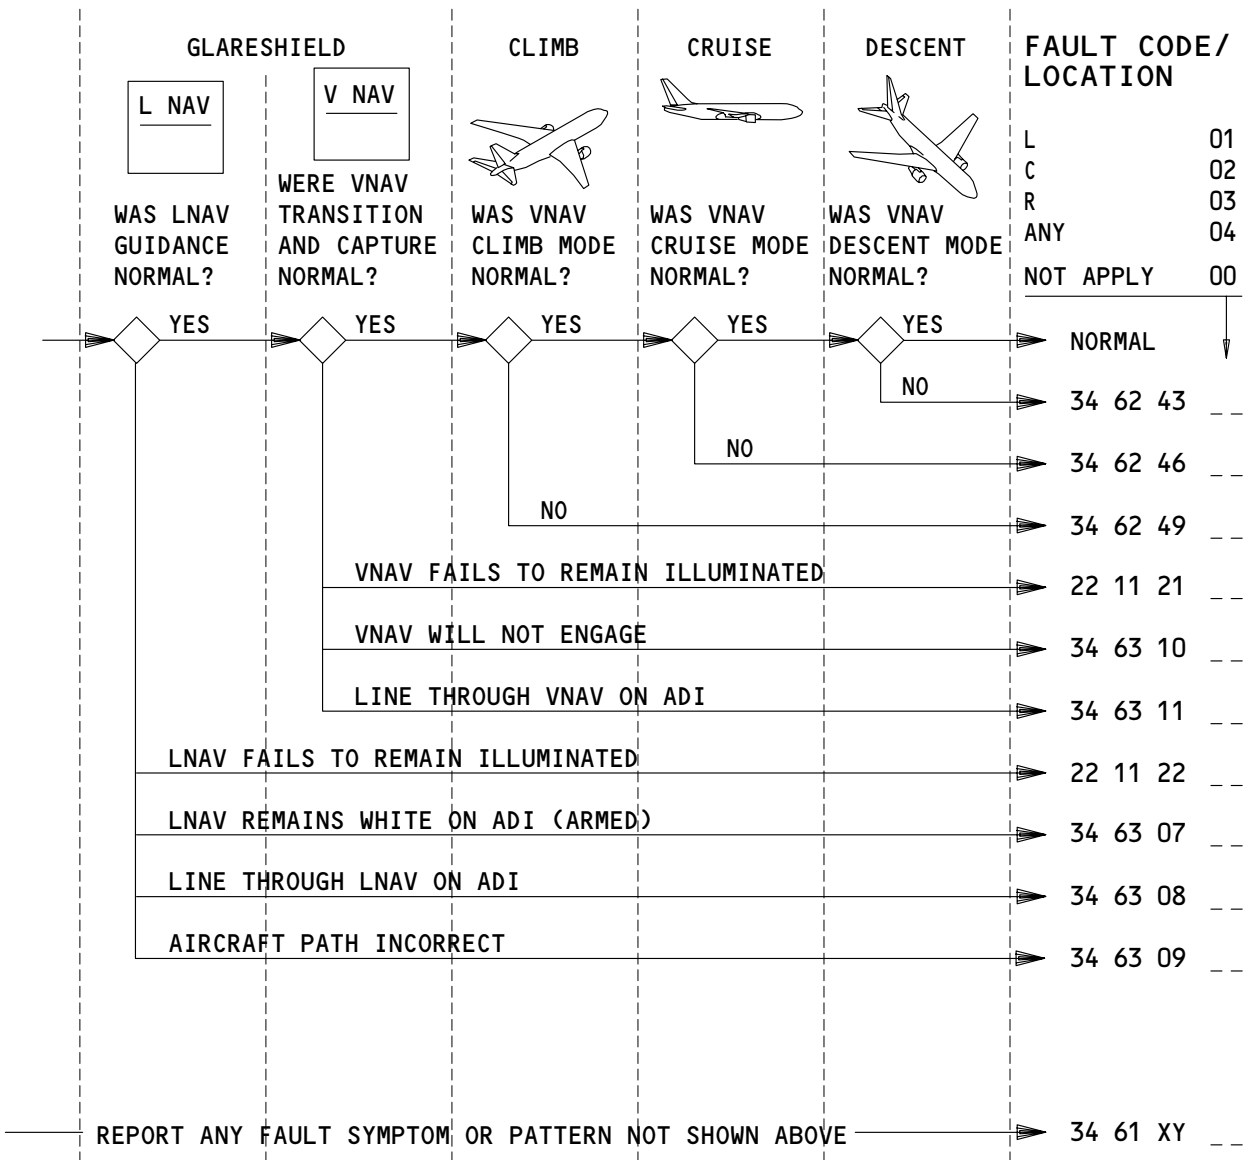 GLARESHIELD
CLIMB
CRUISE
DESCENT
FAULT CODE/
LOCATION
L NAV
V NAV
L 01
C 02
R 03
ANY 04
NOT APPLY 00
WAS LNAV
GUIDANCE
NORMAL?
WERE VNAV
TRANSITION
AND CAPTURE
NORMAL?
WAS VNAV
CLIMB MODE
NORMAL?
WAS VNAV
CRUISE MODE
NORMAL?
WAS VNAV
DESCENT MODE
NORMAL?
YES YES YES YES YES NORMAL
NO 34 62 43 _ _
NO 34 62 46 _ _
NO 34 62 49 _ _
VNAV FAILS TO REMAIN ILLUMINATED 22 11 21 _ _
VNAV WILL NOT ENGAGE 34 63 10 _ _
LINE THROUGH VNAV ON ADI 34 63 11 _ _
LNAV FAILS TO REMAIN ILLUMINATED 22 11 22 _ _
LNAV REMAINS WHITE ON ADI (ARMED) 34 63 07 _ _
LINE THROUGH LNAV ON ADI 34 63 08 _ _
AIRCRAFT PATH INCORRECT 34 63 09 _ _
REPORT ANY FAULT SYMPTOM OR PATTERN NOT SHOWN ABOVE 34 61 XY _ _